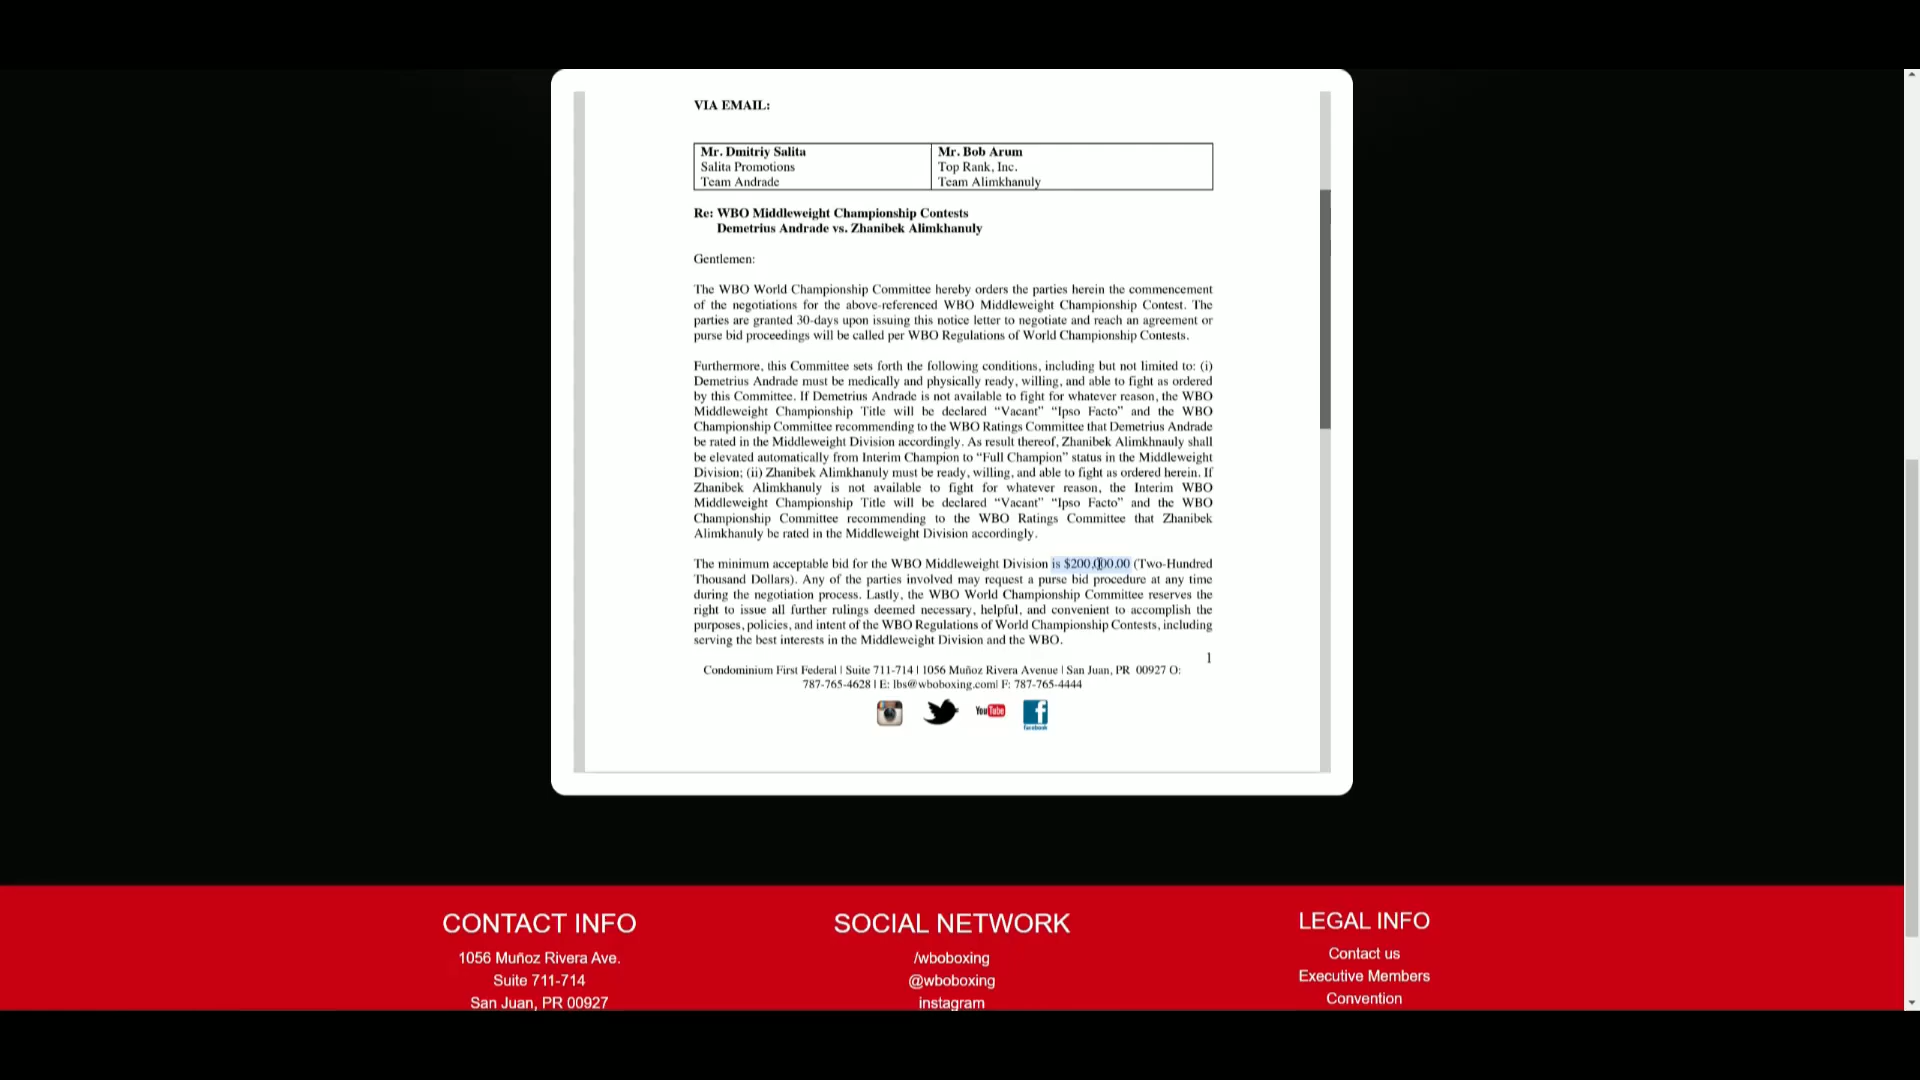 VIA EMAIL:
Mr. Dmitriy Salita
Salita Promotions
Team Andrade
Mr. Bob Arum
Top Rank, Inc.
Team Alimkhanuly
Re: WBO Middleweight Championship Contests
Demetrius Andrade vs. Zhanibek Alimkhanuly
Gentlemen:
The WBO World Championship Committee hereby orders the parties herein the commencement
of the negotiations for the above-referenced WBO Middleweight Championship Contest. The
parties are granted 30-days upon issuing this notice letter to negotiate and reach an agreement or
purse bid proceedings will be called per WBO Regulations of World Championship Contests.
Furthermore, this Committee sets forth the following conditions, including but not limited to: (i)
Demetrius Andrade must be medically and physically ready, willing, and able to fight as ordered
by this Committee. If Demetrius Andrade is not available to fight for whatever reason, the WBO
Middleweight Championship Title will be declared “Vacant” “Ipso Facto” and the WBO
Championship Committee recommending to the WBO Ratings Committee that Demetrius Andrade
be rated in the Middleweight Division accordingly. As result thereof, Zhanibek Alimkhnauly shall
be elevated automatically from Interim Champion to “Full Champion” status in the Middleweight
Division; (ii) Zhanibek Alimkhanuly must be ready, willing, and able to fight as ordered herein. If
Zhanibek Alimkhanuly is not available to fight for whatever reason, the Interim WBO
Middleweight Championship Title will be declared “Vacant” “Ipso Facto” and the WBO
Championship Committee recommending to the WBO Ratings Committee that Zhanibek
Alimkhanuly be rated in the Middleweight Division accordingly.
The minimum acceptable bid for the WBO Middleweight Division is $200,000.00 (Two-Hundred
Thousand Dollars). Any of the parties involved may request a purse bid procedure at any time
during the negotiation process. Lastly, the WBO World Championship Committee reserves the
right to issue all further rulings deemed necessary, helpful, and convenient to accomplish the
purposes, policies, and intent of the WBO Regulations of World Championship Contests, including
serving the best interests in the Middleweight Division and the WBO.
1
Condominium First Federal | Suite 711-714 | 1056 Muñoz Rivera Avenue | San Juan, PR 00927 O:
787-765-4628 | E: lbs@wboboxing.com| F: 787-765-4444
YouTube
facebook
CONTACT INFO
1056 Muñoz Rivera Ave.
Suite 711-714
San Juan, PR 00927
SOCIAL NETWORK
/wboboxing
@wboboxing
instagram
LEGAL INFO
Contact us
Executive Members
Convention